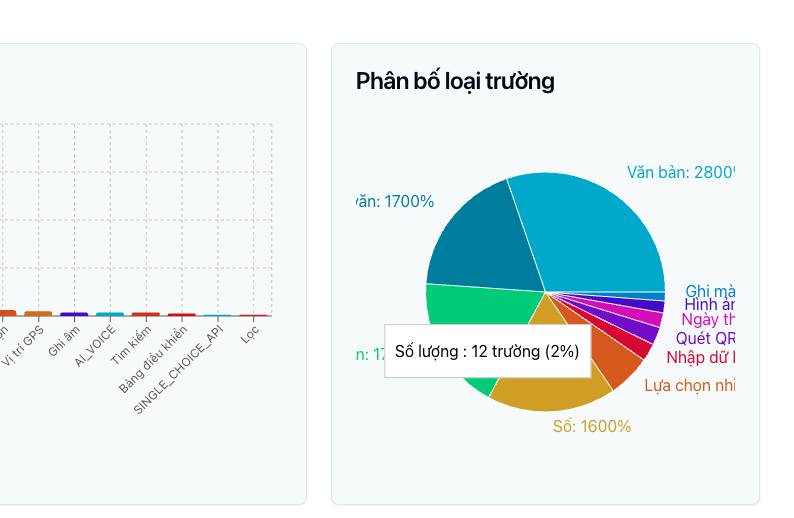 Phân bố loại trường
Văn bản: 2800%
văn: 1700%
Ghi mà
Hình ản
Ngày th
Quét QR
Nhập dữ l
Lựa chọn nhi
n: 17
Số lượng : 12 trường (2%)
Số: 1600%
ọn
Vị trí GPS
Ghi âm
AI_VOICE
Tìm kiếm
Bảng điều khiển
SINGLE_CHOICE_API
Lọc